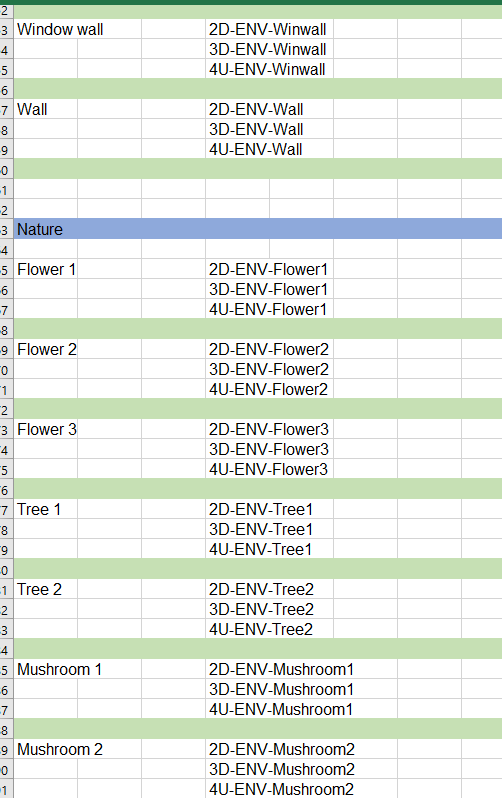 2
3 Window wall 2D-ENV-Winwall
4 3D-ENV-Winwall
5 4U-ENV-Winwall
6
7 Wall 2D-ENV-Wall
8 3D-ENV-Wall
9 4U-ENV-Wall
0
1
2
3 Nature
4
5 Flower 1 2D-ENV-Flower1
6 3D-ENV-Flower1
7 4U-ENV-Flower1
8
9 Flower 2 2D-ENV-Flower2
0 3D-ENV-Flower2
1 4U-ENV-Flower2
2
3 Flower 3 2D-ENV-Flower3
4 3D-ENV-Flower3
5 4U-ENV-Flower3
6
7 Tree 1 2D-ENV-Tree1
8 3D-ENV-Tree1
9 4U-ENV-Tree1
0
1 Tree 2 2D-ENV-Tree2
2 3D-ENV-Tree2
3 4U-ENV-Tree2
4
5 Mushroom 1 2D-ENV-Mushroom1
6 3D-ENV-Mushroom1
7 4U-ENV-Mushroom1
8
9 Mushroom 2 2D-ENV-Mushroom2
0 3D-ENV-Mushroom2
1 4U-ENV-Mushroom2